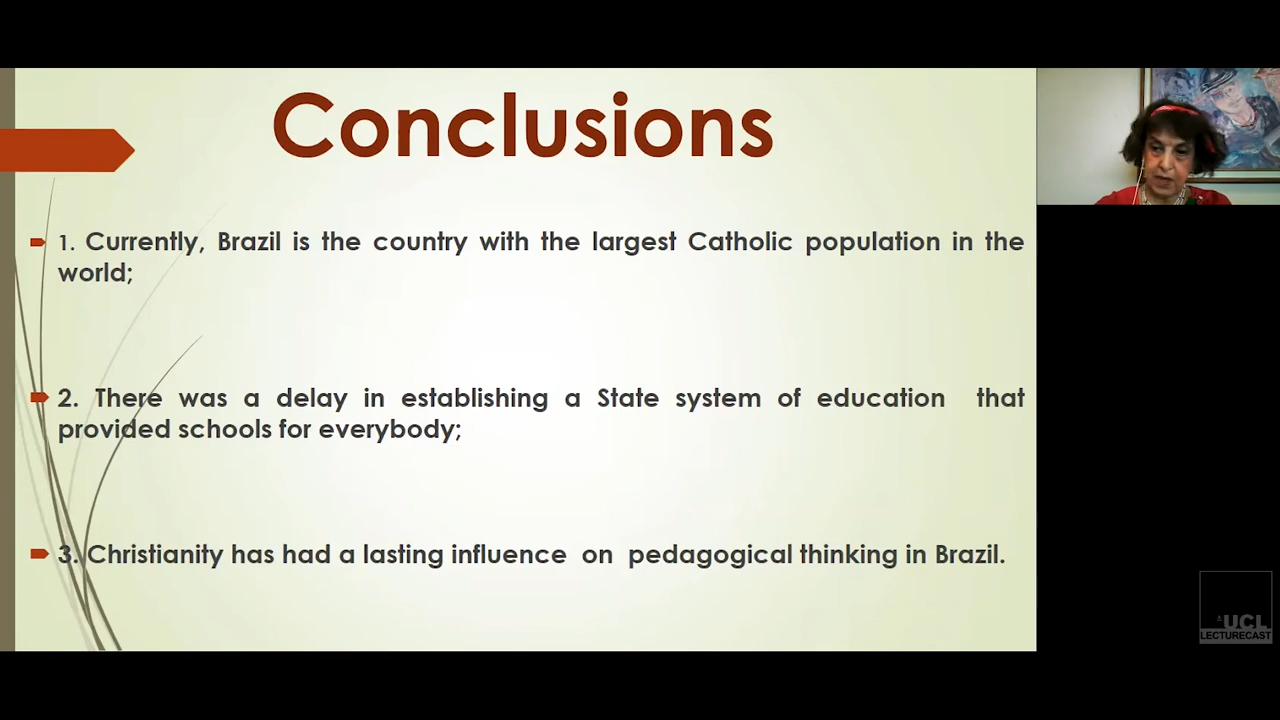 Conclusions
1. Currently, Brazil is the country with the largest Catholic population in the
world;
2. There was a delay in establishing a State system of education that
provided schools for everybody;
3. Christianity has had a lasting influence on pedagogical thinking in Brazil.
UCL
LECTURECAST